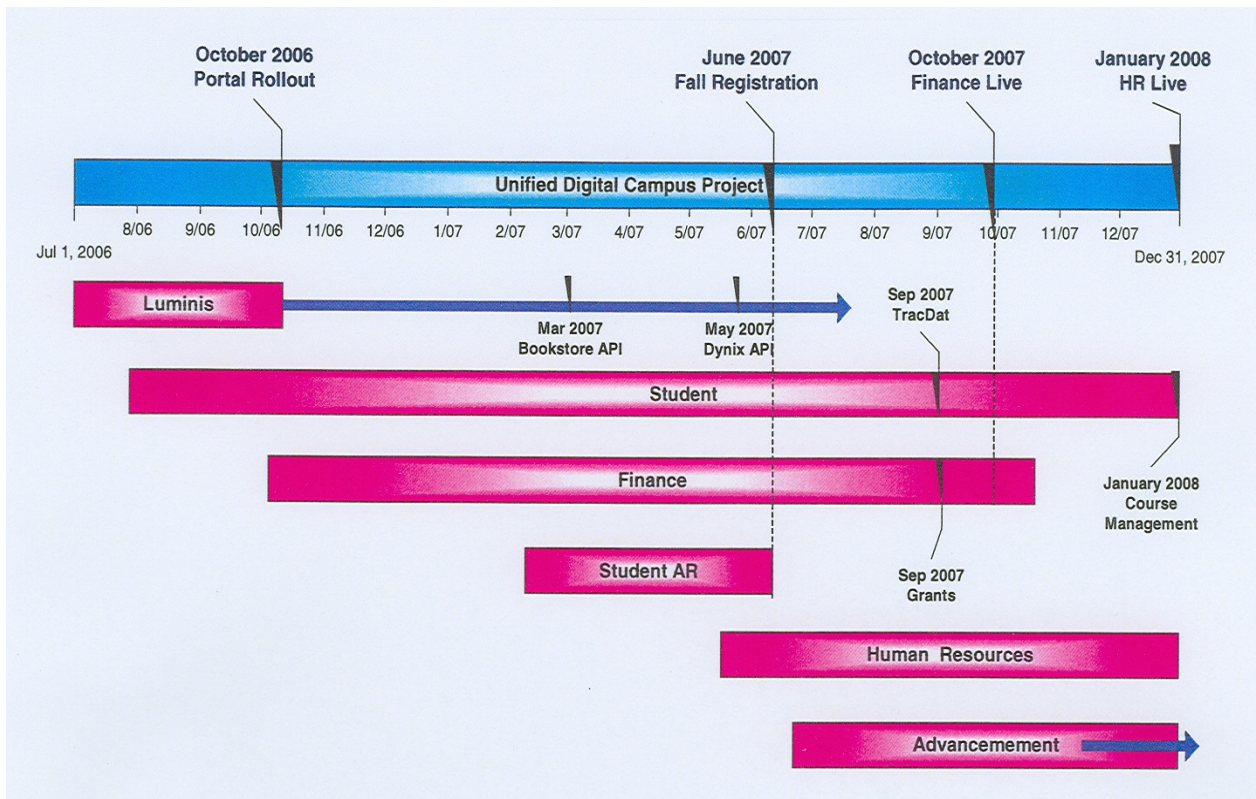 October 2006
Portal Rollout
June 2007
Fall Registration
October 2007
Finance Live
January 2008
HR Live
Unified Digital Campus Project
8/06 9/06 10/06 11/06 12/06 1/07 2/07 3/07 4/07 5/07 6/07 7/07 8/07 9/07 10/07 11/07 12/07
Jul 1, 2006
Dec 31, 2007
Luminis
Mar 2007
Bookstore API
May 2007
Dynix API
Sep 2007
TracDat
Student
Finance
January 2008
Course
Management
Student AR
Sep 2007
Grants
Human Resources
Advancemement